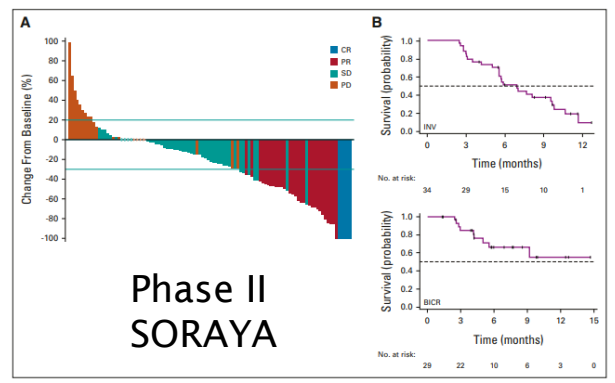 A
Change From Baseline (%)
100
80
60
40
20
0
-20
-40
-60
-80
-100
CR
PR
SD
PD
Phase II
SORAYA
B
Survival (probability)
1.0
0.8
0.6
0.4
0.2
0.0
INV
0 3 6 9 12
Time (months)
No. at risk:
34 29 15 10 1
Survival (probability)
1.0
0.8
0.6
0.4
0.2
0.0
BICR
0 3 6 9 12 15
Time (months)
No. at risk:
29 22 10 6 3 0